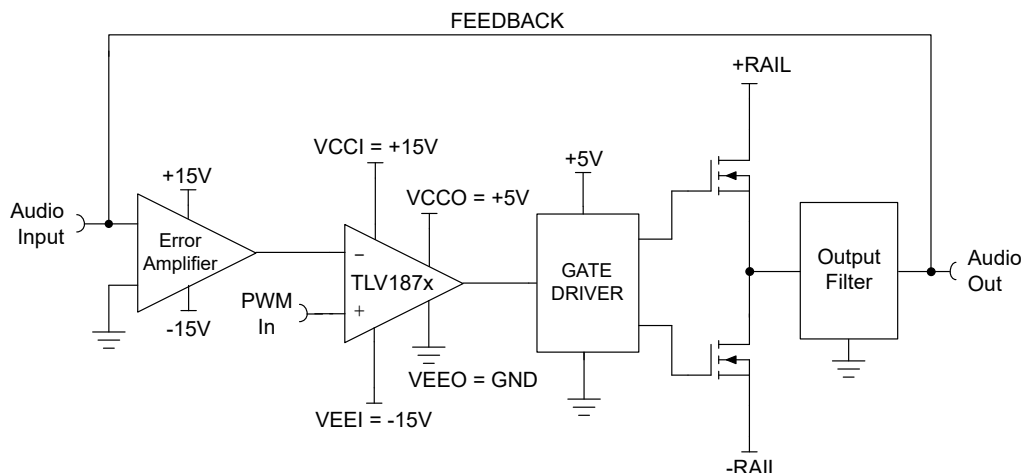 FEEDBACK
+RAIL
VCCI = +15V
+5V
+15V
VCCO = +5V
Audio
Input
Error
Amplifier
−
TLV187x
+
PWM
In
GATE
DRIVER
Output
Filter
Audio
Out
-15V
VEEO = GND
VEEI = -15V
-RAIL